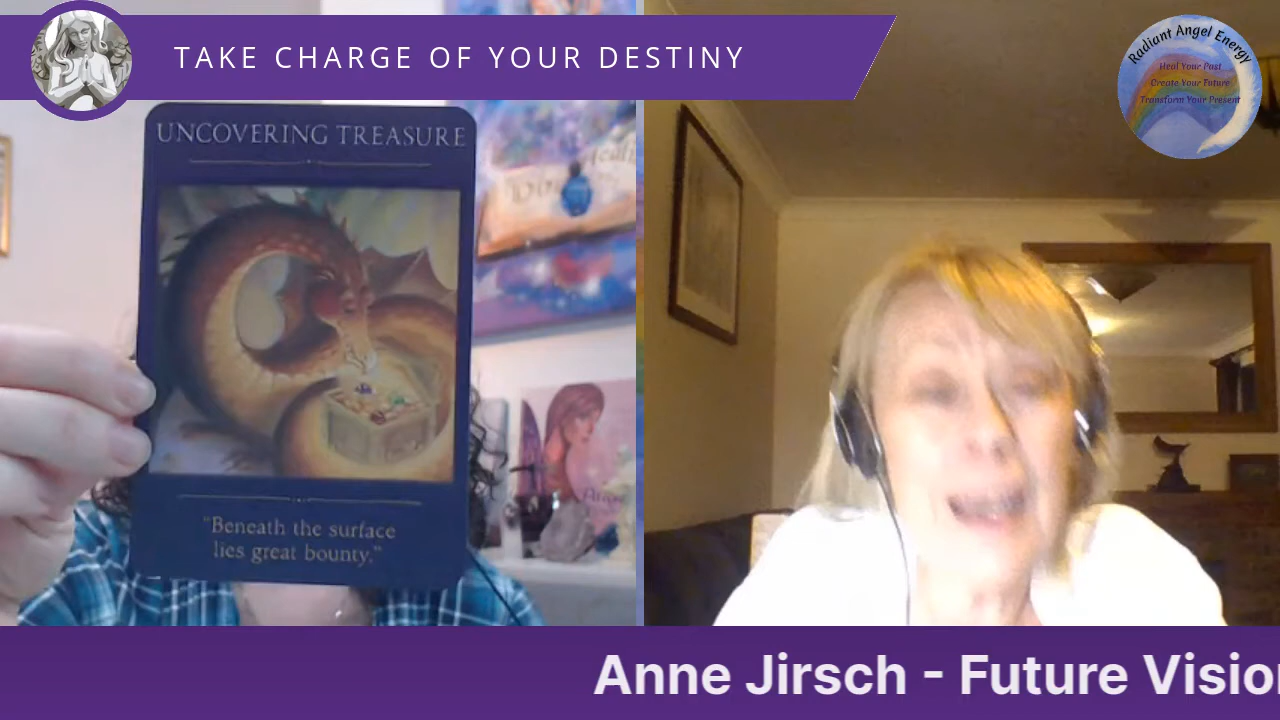 TAKE CHARGE OF YOUR DESTINY
Radiant Angel Energy
Heal Your Past
Create Your Future
Transform Your Present
UNCOVERING TREASURE
"Beneath the surface
lies great bounty."
Anne Jirsch - Future Vision